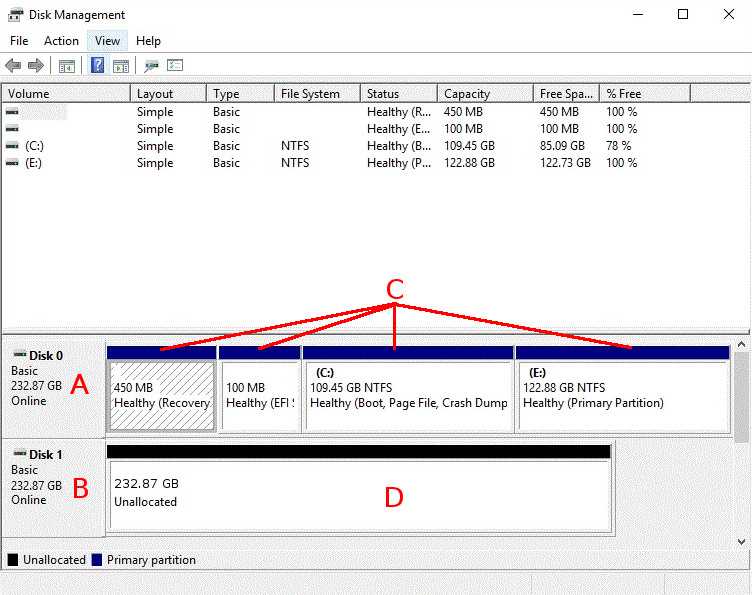 Disk Management
File Action View Help
Volume Layout Type File System Status Capacity Free Spa... % Free
Simple Basic Healthy (R... 450 MB 450 MB 100 %
Simple Basic Healthy (E... 100 MB 100 MB 100 %
(C:) Simple Basic NTFS Healthy (B... 109.45 GB 85.09 GB 78 %
(E:) Simple Basic NTFS Healthy (P... 122.88 GB 122.73 GB 100 %
C
Disk 0
Basic
232.87 GB
Online
A
450 MB
Healthy (Recovery
100 MB
Healthy (EFI
(C:)
109.45 GB NTFS
Healthy (Boot, Page File, Crash Dump
(E:)
122.88 GB NTFS
Healthy (Primary Partition)
Disk 1
Basic
232.87 GB
Online
B
232.87 GB
Unallocated
D
Unallocated Primary partition